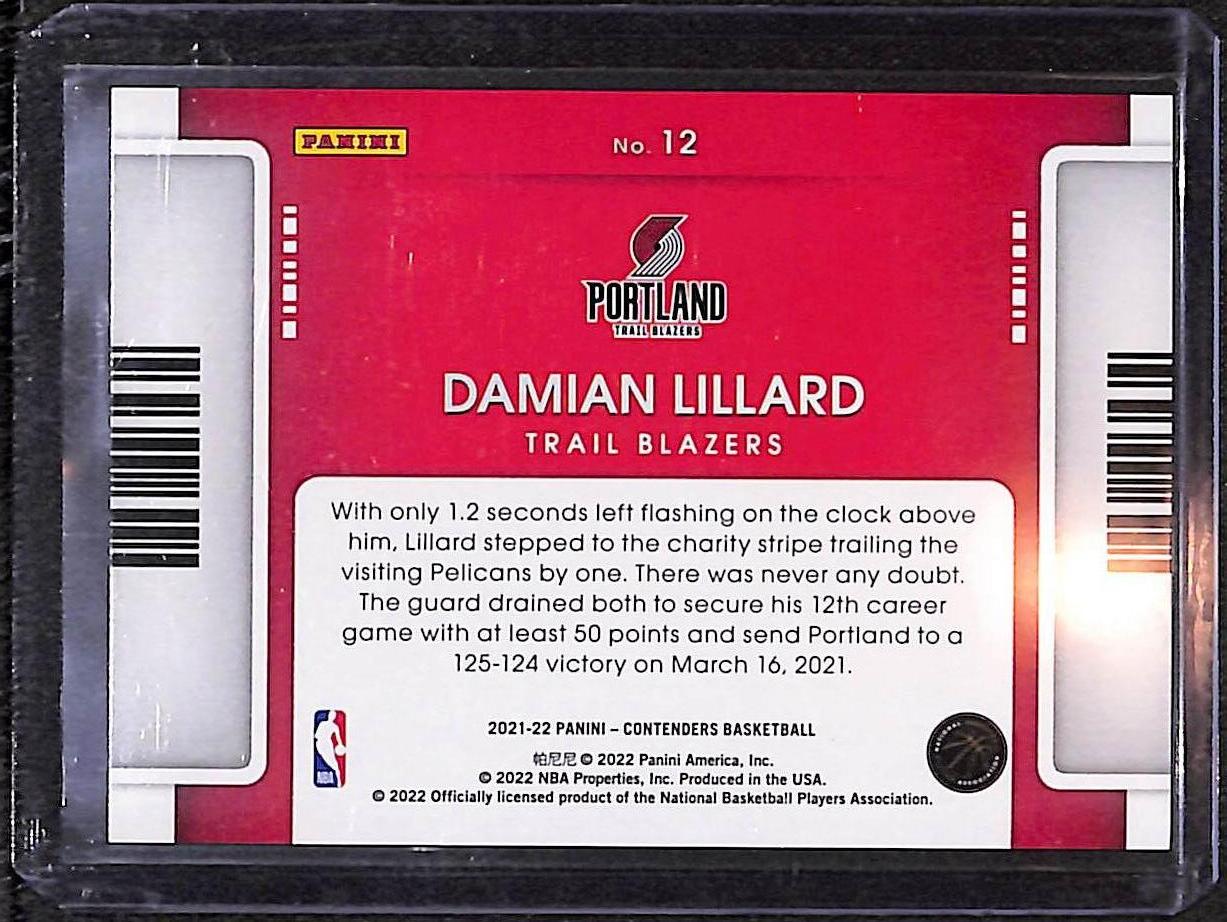 PANINI
No. 12
PORTLAND
TRAIL BLAZERS
DAMIAN LILLARD
TRAIL BLAZERS
With only 1.2 seconds left flashing on the clock above
him, Lillard stepped to the charity stripe trailing the
visiting Pelicans by one. There was never any doubt.
The guard drained both to secure his 12th career
game with at least 50 points and send Portland to a
125-124 victory on March 16, 2021.
NBA
2021-22 PANINI – CONTENDERS BASKETBALL
帕尼尼 © 2022 Panini America, Inc.
© 2022 NBA Properties, Inc. Produced in the USA.
© 2022 Officially licensed product of the National Basketball Players Association.